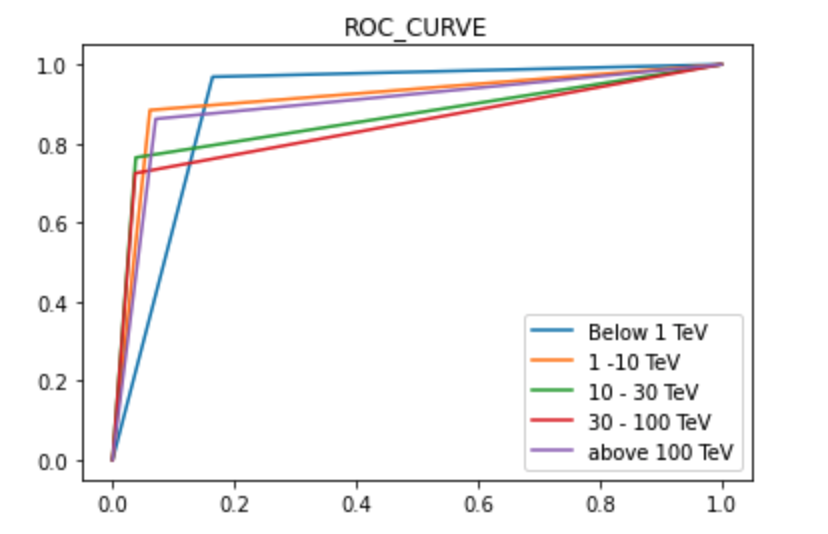 ROC_CURVE
1.0
0.8
0.6
0.4
0.2
0.0
Below 1 TeV
1 -10 TeV
10 - 30 TeV
30 - 100 TeV
above 100 TeV
0.0 0.2 0.4 0.6 0.8 1.0